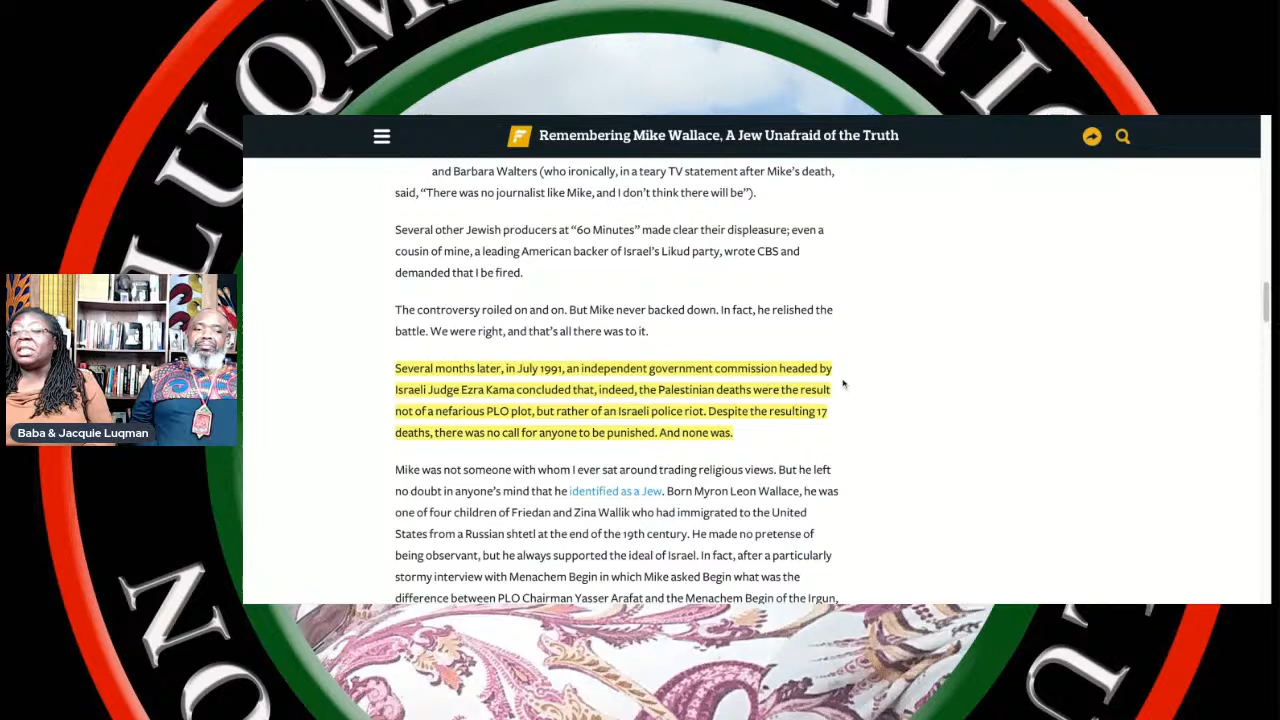 LUQM
ATIO
Remembering Mike Wallace, A Jew Unafraid of the Truth
and Barbara Walters (who ironically, in a teary TV statement after Mike's death,
said, “There was no journalist like Mike, and I don't think there will be”).
Several other Jewish producers at “60 Minutes” made clear their displeasure; even a
cousin of mine, a leading American backer of Israel's Likud party, wrote CBS and
demanded that I be fired.
The controversy roiled on and on. But Mike never backed down. In fact, he relished the
battle. We were right, and that's all there was to it.
Several months later, in July 1991, an independent government commission headed by
Israeli Judge Ezra Kama concluded that, indeed, the Palestinian deaths were the result
not of a nefarious PLO plot, but rather of an Israeli police riot. Despite the resulting 17
deaths, there was no call for anyone to be punished. And none was.
Mike was not someone with whom I ever sat around trading religious views. But he left
no doubt in anyone's mind that he identified as a Jew. Born Myron Leon Wallace, he was
one of four children of Friedan and Zina Wallik who had immigrated to the United
States from a Russian shtetl at the end of the 19th century. He made no pretense of
being observant, but he always supported the ideal of Israel. In fact, after a particularly
stormy interview with Menachem Begin in which Mike asked Begin what was the
difference between PLO Chairman Yasser Arafat and the Menachem Begin of the Irgun,
Baba & Jacquie Luqman